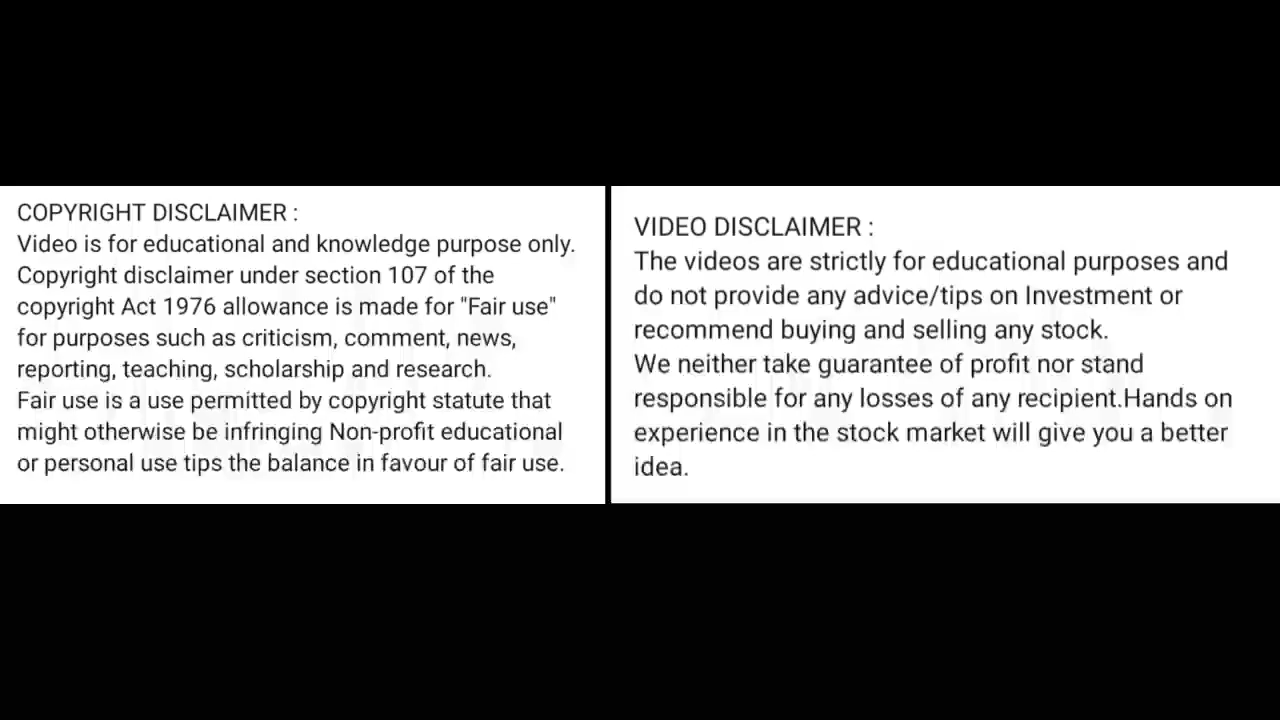 COPYRIGHT DISCLAIMER :
Video is for educational and knowledge purpose only.
Copyright disclaimer under section 107 of the
copyright Act 1976 allowance is made for "Fair use"
for purposes such as criticism, comment, news,
reporting, teaching, scholarship and research.
Fair use is a use permitted by copyright statute that
might otherwise be infringing Non-profit educational
or personal use tips the balance in favour of fair use.
VIDEO DISCLAIMER :
The videos are strictly for educational purposes and
do not provide any advice/tips on Investment or
recommend buying and selling any stock.
We neither take guarantee of profit nor stand
responsible for any losses of any recipient.Hands on
experience in the stock market will give you a better
idea.